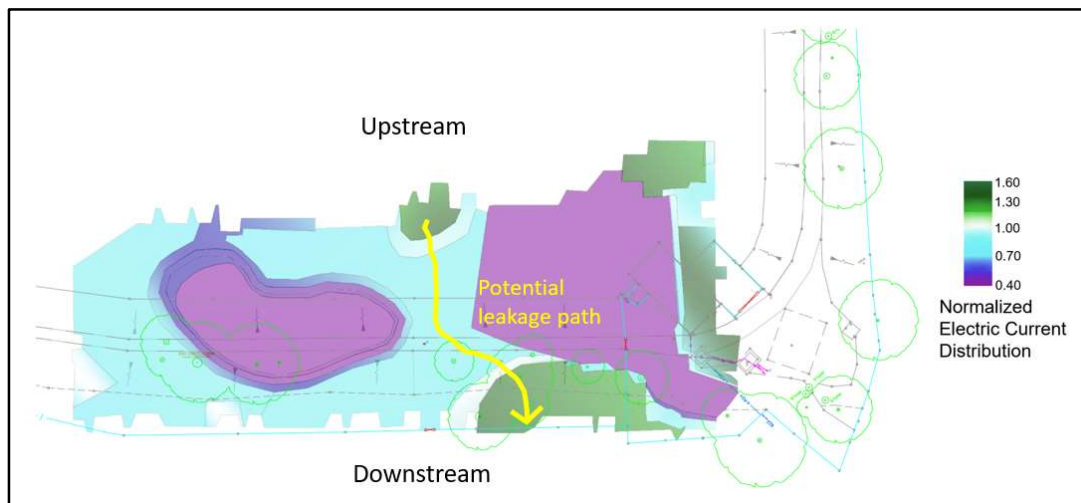 Upstream
1.60
1.30
1.00
0.70
0.40
Potential
leakage path
Normalized
Electric Current
Distribution
Downstream